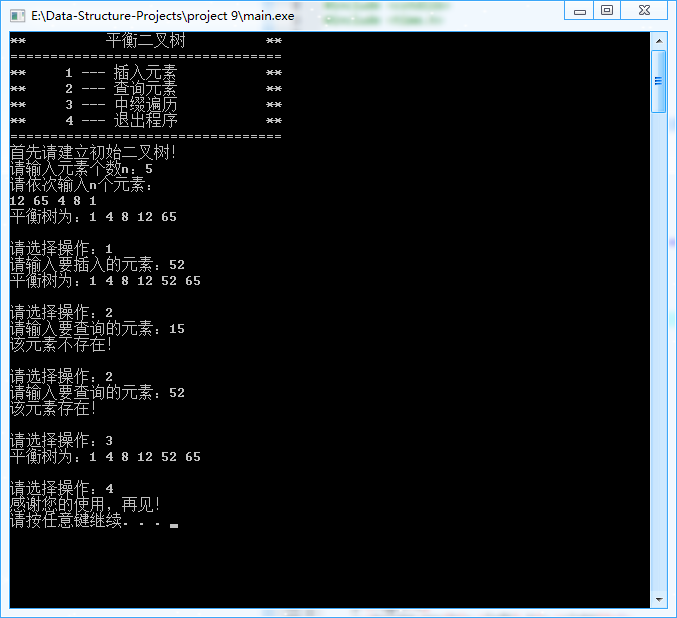 E:\Data-Structure-Projects\project 9\main.exe
**          平衡二叉树          **
==================================
**     1 --- 插入元素           **
**     2 --- 查询元素           **
**     3 --- 中缀遍历           **
**     4 --- 退出程序           **
==================================
首先请建立初始二叉树!
请输入元素个数n: 5
请依次输入n个元素:
12 65 4 8 1
平衡树为: 1 4 8 12 65
请选择操作: 1
请输入要插入的元素: 52
平衡树为: 1 4 8 12 52 65
请选择操作: 2
请输入要查询的元素: 15
该元素不存在!
请选择操作: 2
请输入要查询的元素: 52
该元素存在!
请选择操作: 3
平衡树为: 1 4 8 12 52 65
请选择操作: 4
感谢您的使用, 再见!
请按任意键继续. . .